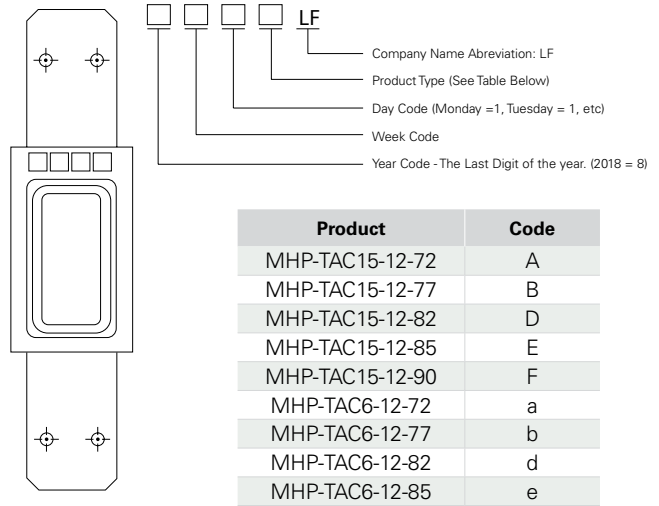 LF
Company Name Abreviation: LF
Product Type (See Table Below)
Day Code (Monday =1, Tuesday = 1, etc)
Week Code
Year Code - The Last Digit of the year. (2018 = 8)
Product Code
MHP-TAC15-12-72 A
MHP-TAC15-12-77 B
MHP-TAC15-12-82 D
MHP-TAC15-12-85 E
MHP-TAC15-12-90 F
MHP-TAC6-12-72 a
MHP-TAC6-12-77 b
MHP-TAC6-12-82 d
MHP-TAC6-12-85 e